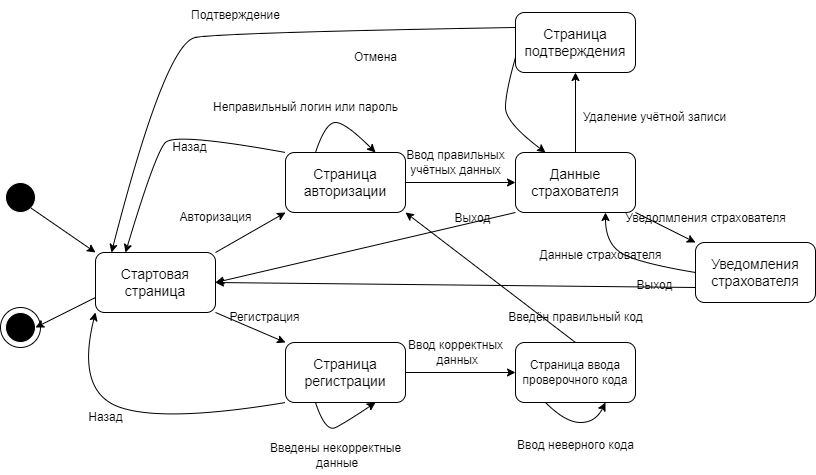 Подтверждение
Страница
подтверждения
Отмена
Неправильный логин или пароль
Удаление учётной записи
Назад
Страница
авторизации
Ввод правильных
учётных данных
Данные
страхователя
Авторизация
Выход
Уведолмления страхователя
Данные страхователя
Стартовая
страница
Уведомления
страхователя
Выход
Регистрация
Введён правильный код
Страница
регистрации
Ввод корректных
данных
Страница ввода
проверочного кода
Назад
Введены некорректные
данные
Ввод неверного кода